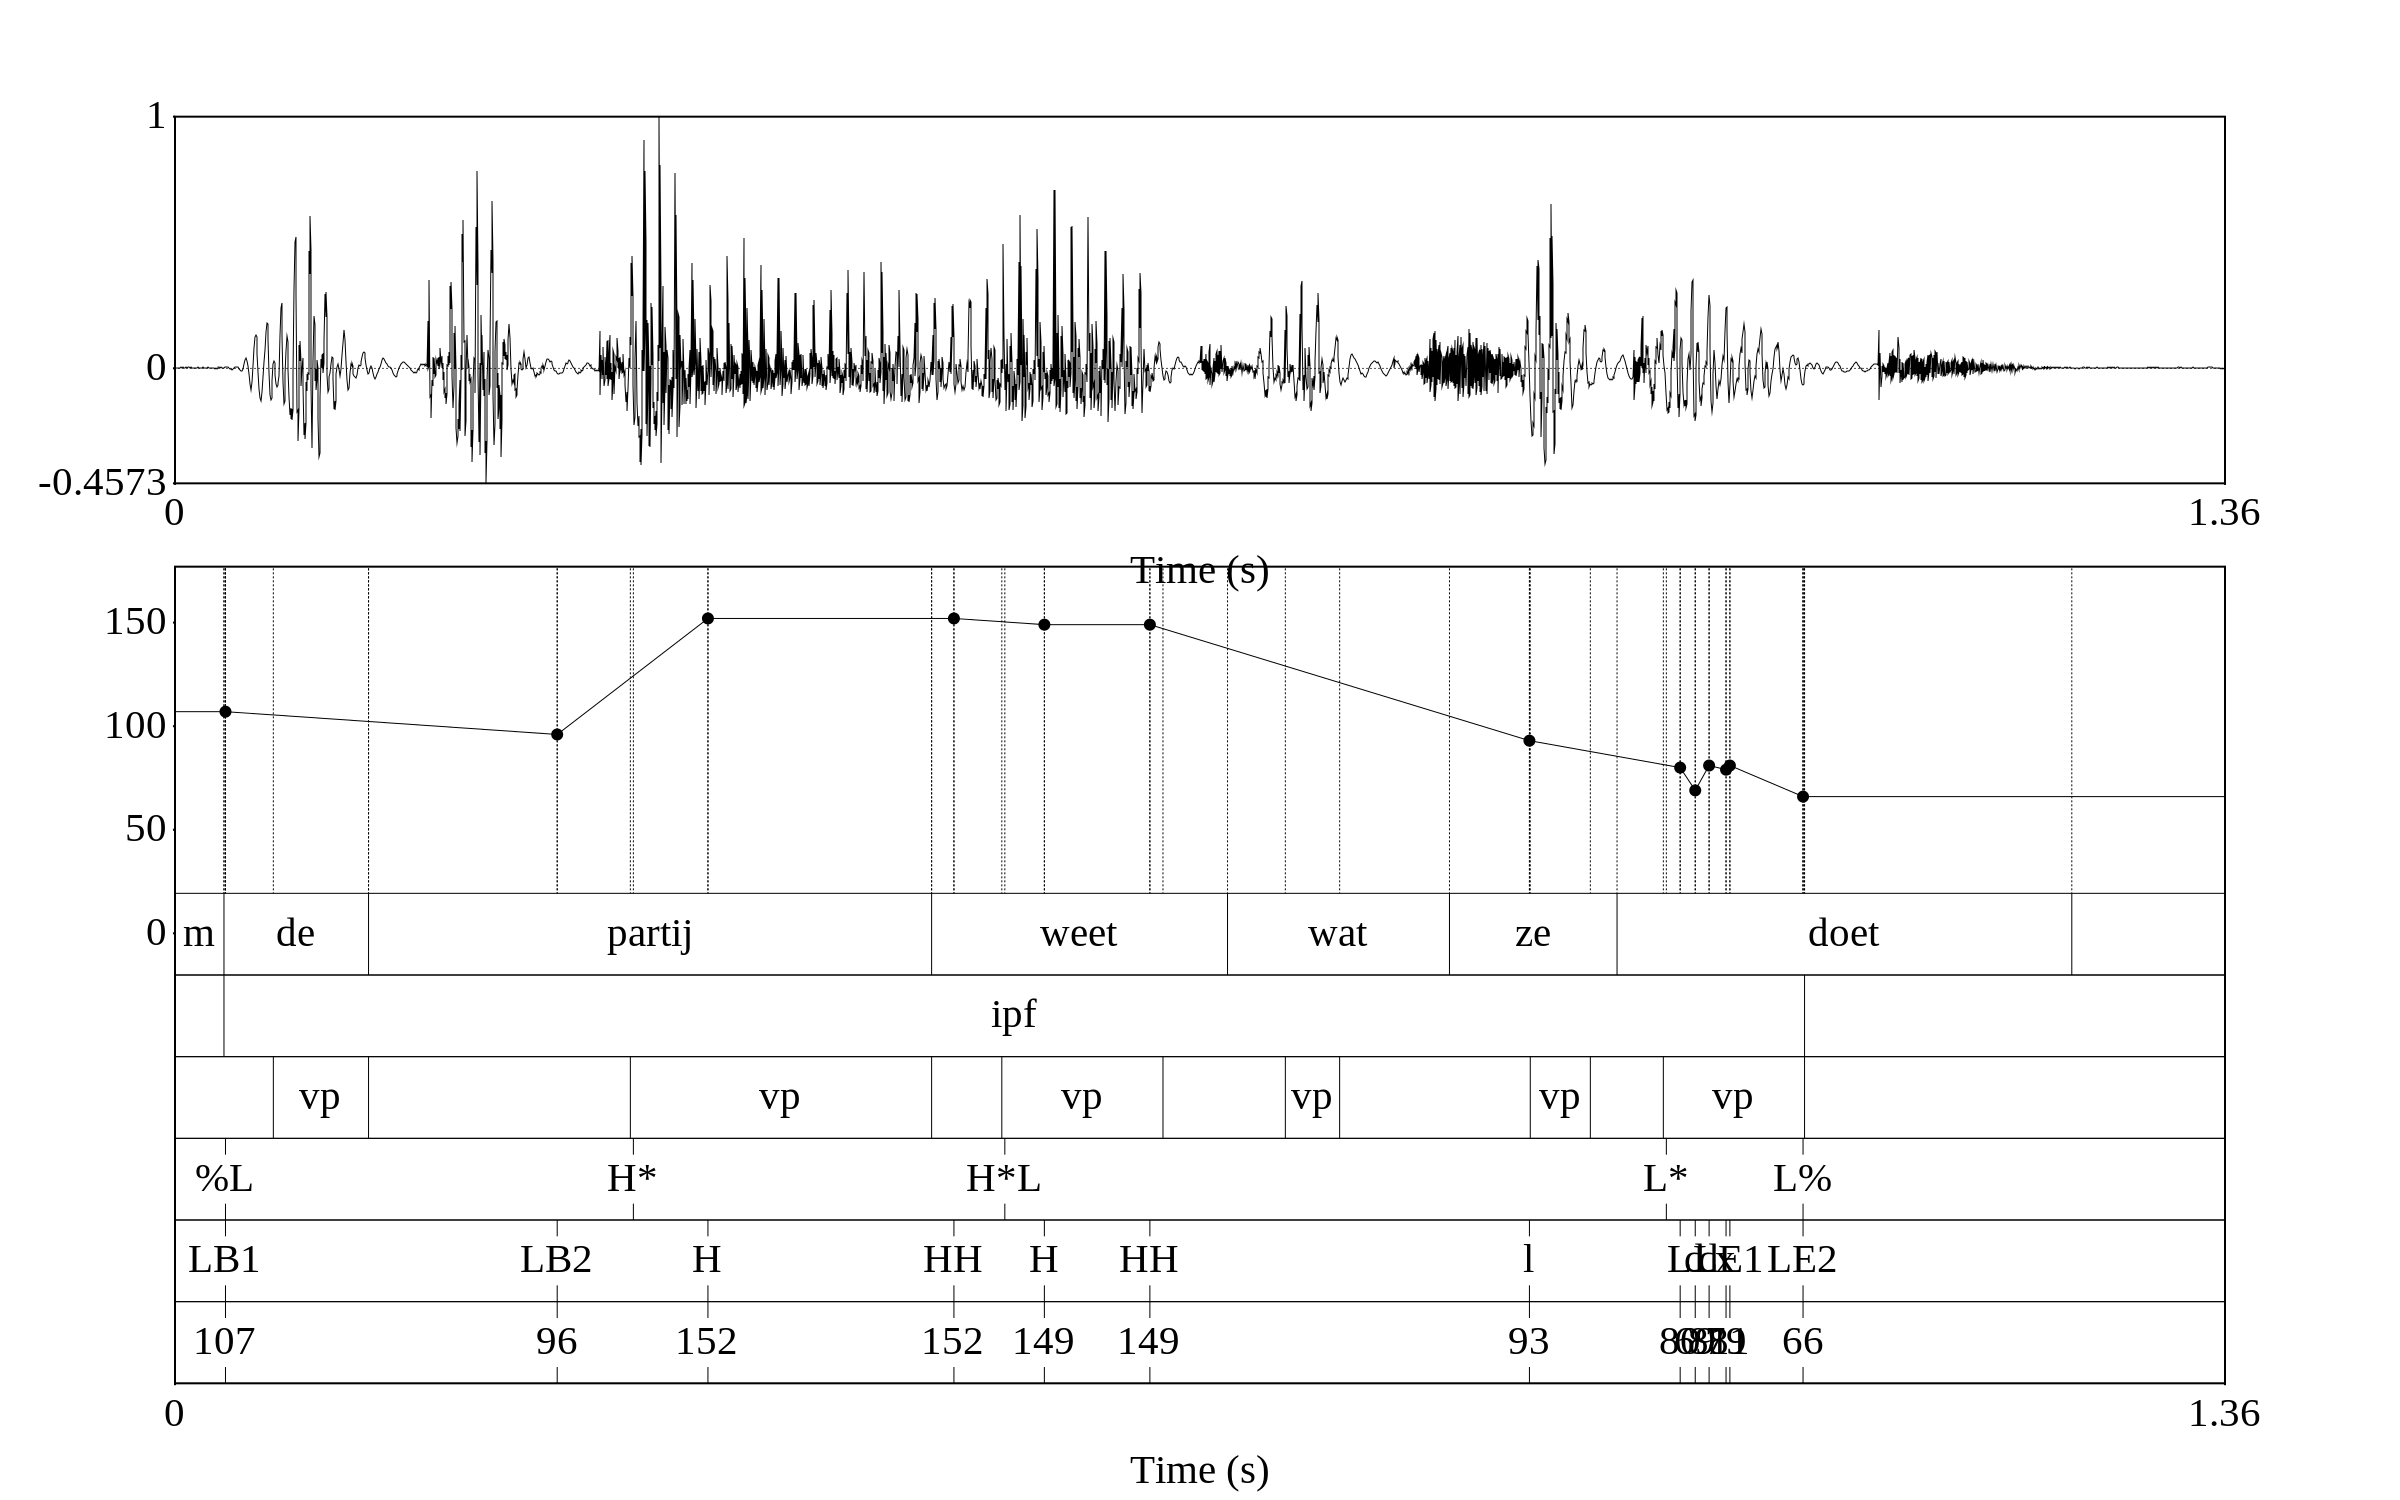 1
0
-0.4573
0 1.36
Time (s)
150
100
50
0 m de partij weet wat ze doet
ipf
vp vp vp vp vp vp
%L H* H*L L* L%
LB1 LB2 H HH H HH l LE2
107 96 152 152 149 149 93 66
0 1.36
Time (s)